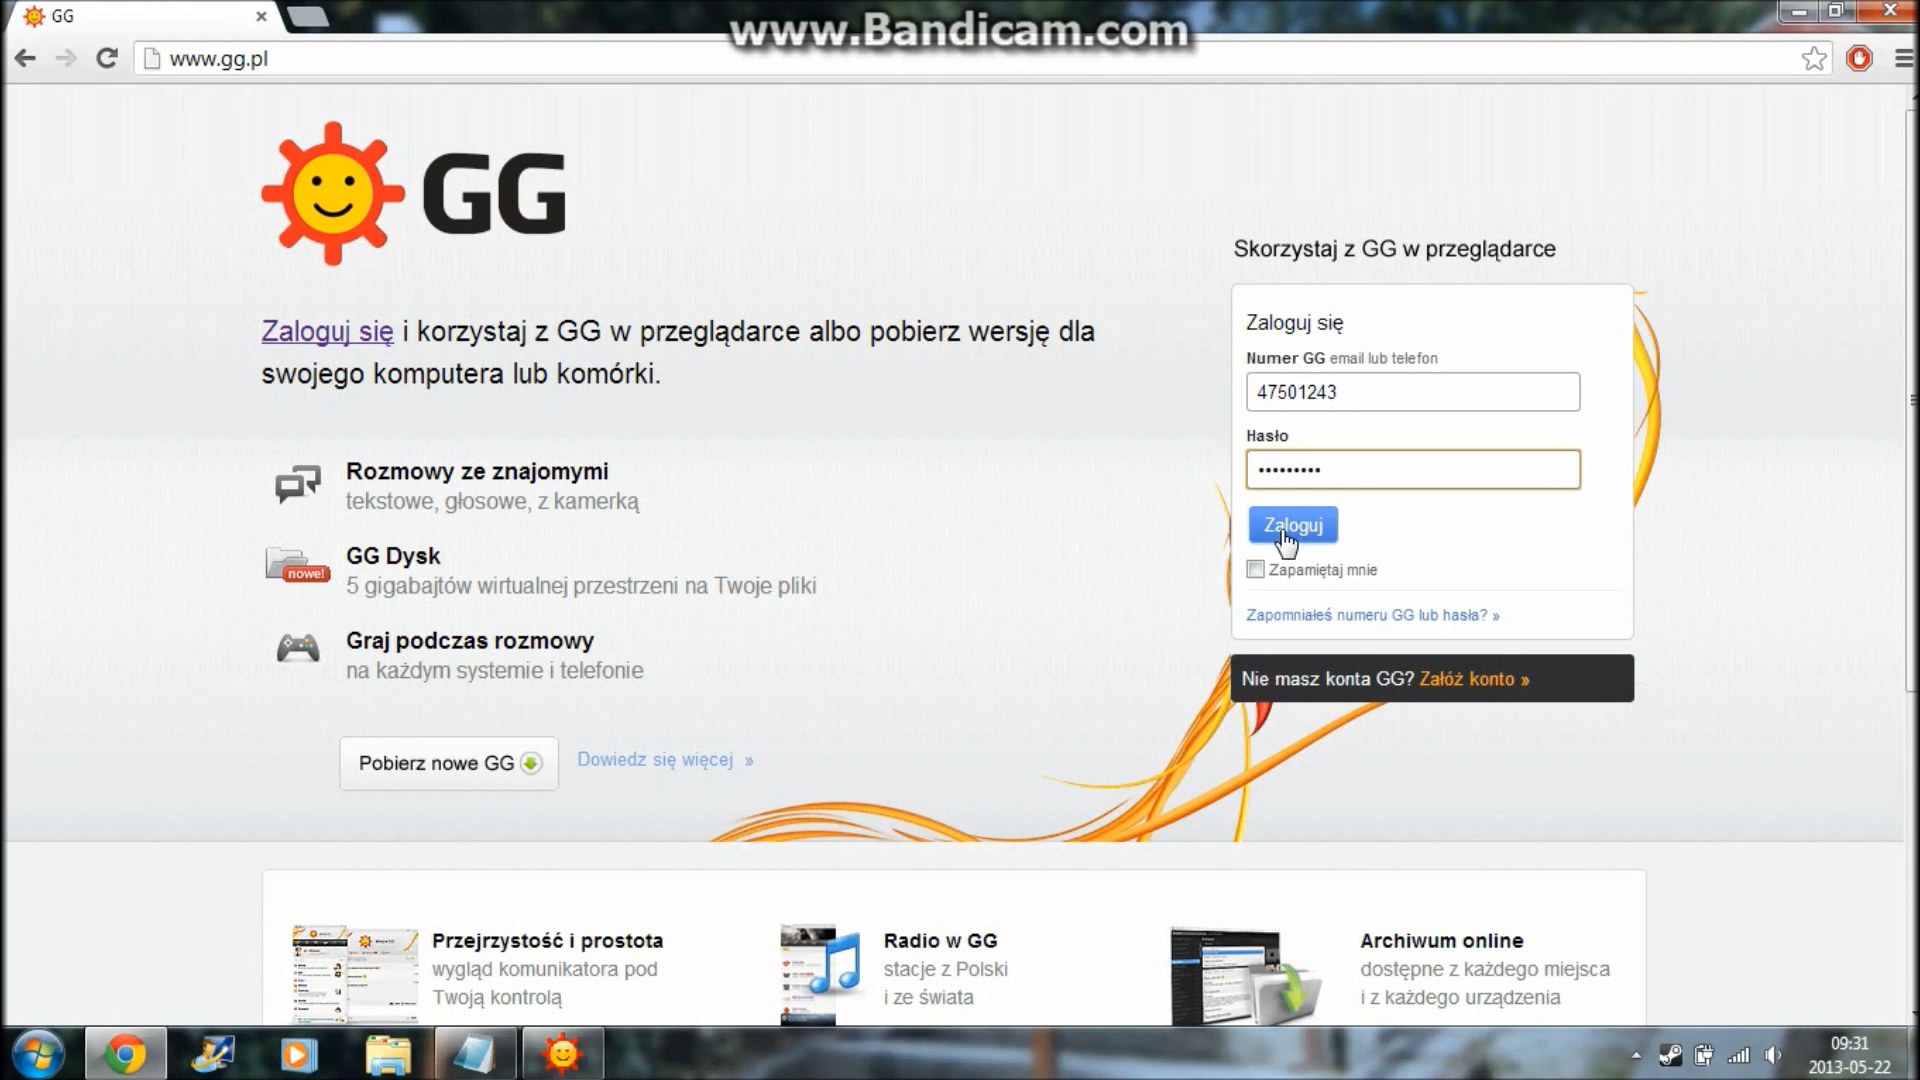 GG
www.Bandicam.com
www.gg.pl
GG
Skorzystaj z GG w przeglądarce
Zaloguj się i korzystaj z GG w przeglądarce albo pobierz wersję dla
swojego komputera lub komórki.
Zaloguj się
Numer GG email lub telefon
47501243
Hasło
•••••••••
Zaloguj
Zapamiętaj mnie
Zapomniałeś numeru GG lub hasła? »
Nie masz konta GG? Załóż konto »
Rozmowy ze znajomymi
tekstowe, głosowe, z kamerką
nowe!
GG Dysk
5 gigabajtów wirtualnej przestrzeni na Twoje pliki
Graj podczas rozmowy
na każdym systemie i telefonie
Pobierz nowe GG
Dowiedz się więcej »
Przejrzystość i prostota
wygląd komunikatora pod
Twoją kontrolą
Radio w GG
stacje z Polski
i ze świata
Archiwum online
dostępne z każdego miejsca
i z każdego urządzenia
09:31
2013-05-22